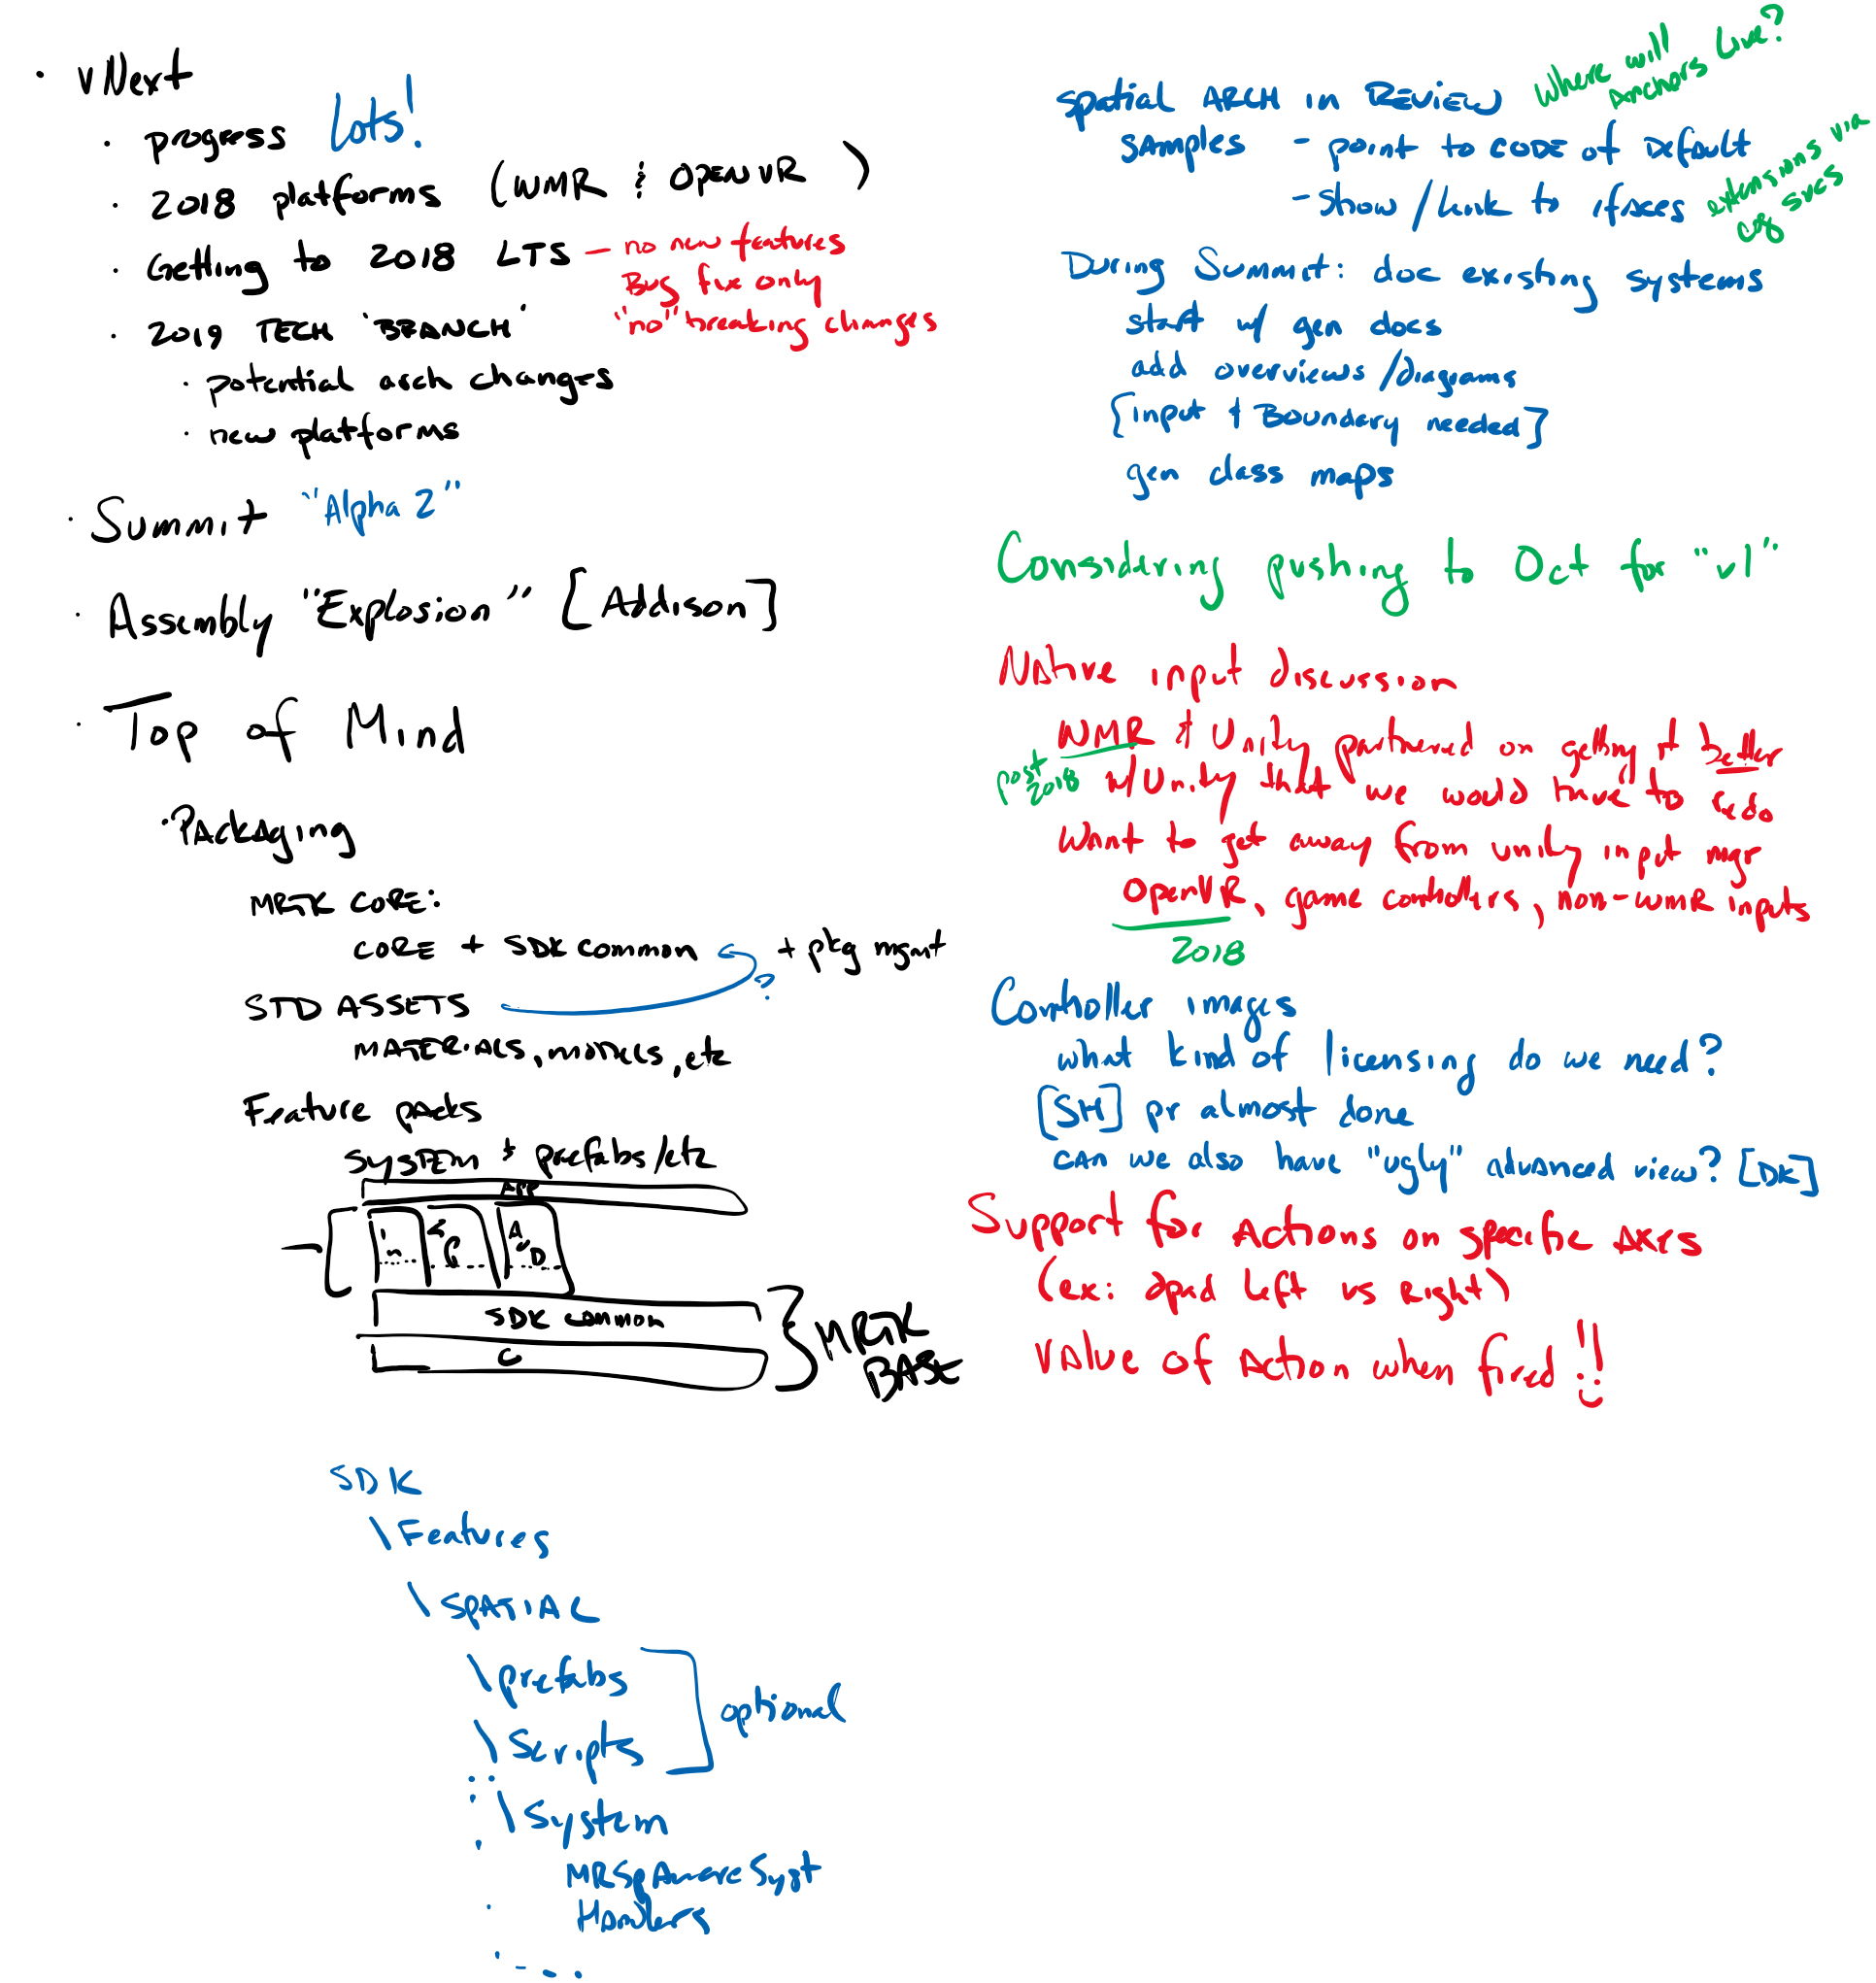 · vNext
· progress Lots!
· 2018 platforms (WMR & OPENVR)
· Getting to 2018 LTS – no new features
Bug fix only
"no" breaking changes
· 2019 TECH 'BRANCH'
· potential arch changes
· new platforms
· Summit "Alpha 2"
· Assembly "Explosion" [Addison]
· Top of Mind
· PACKAging
MRTK CORE:
CORE + SDK common + pkg mgmt
?
STD ASSETS
MATERIALS, models, etc
Feature packs
SYSTEM + prefabs/etc
APP
In
SP
AUD
SDK common
C
MRTK
BASE
SDK
\Features
\SPATIAL
\prefabs
\Scripts
optional
\System
MRSpAwareSyst
Handlers
Spatial ARCH in REVIEW
Where will
Anchors Live?
SAMPLES – point to CODE of Default
– Show/Link to ifaces
extensions via
cfg svcs
During Summit: doc existing systems
start w/ gen docs
add overviews/diagrams
[input & Boundary needed]
gen class maps
Considering pushing to Oct for "v1"
Native input discussion
WMR & Unity partnered on getting it better
post
2018
w/Unity that we would have to redo
Want to get away from unity input mgr
OpenVR, game controllers, non-WMR inputs
2018
Controller images
what kind of licensing do we need?
[SH] pr almost done
can we also have "ugly" advanced view? [DK]
Support for Actions on specific axes
(ex: dpad left vs Right)
VAlue of Action when fired!!